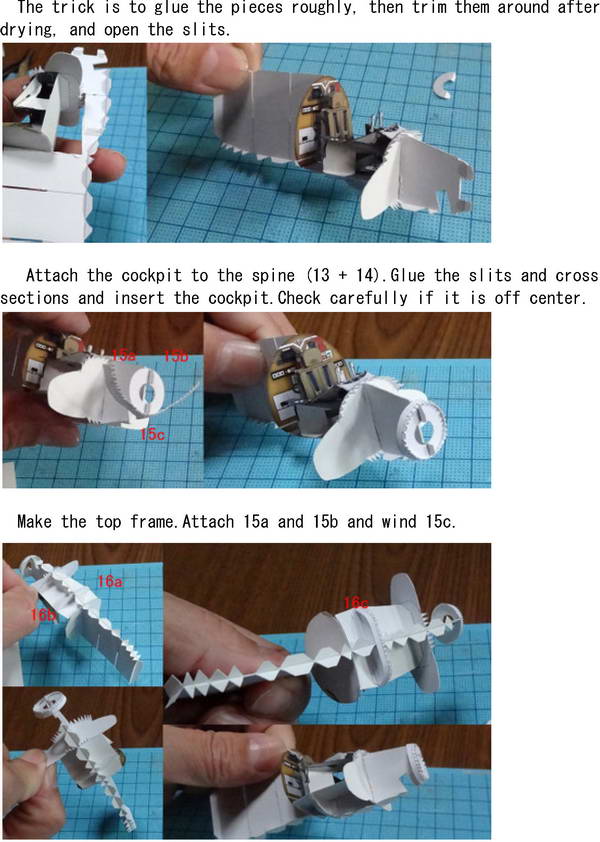 The trick is to glue the pieces roughly, then trim them around after
drying, and open the slits.
Attach the cockpit to the spine (13 + 14).Glue the slits and cross
sections and insert the cockpit.Check carefully if it is off center.
15a
15b
15c
Make the top frame.Attach 15a and 15b and wind 15c.
16a
16b
16c